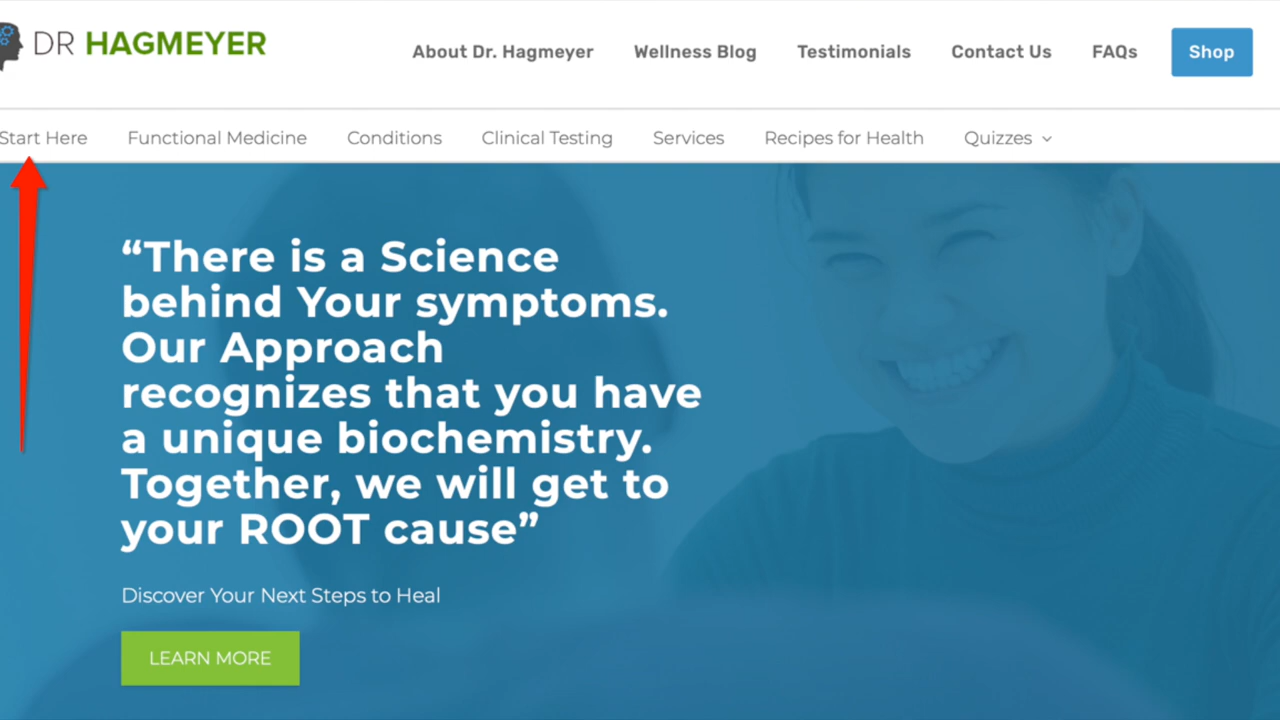 DR HAGMEYER
About Dr. Hagmeyer Wellness Blog Testimonials Contact Us FAQs Shop
Start Here Functional Medicine Conditions Clinical Testing Services Recipes for Health Quizzes
“There is a Science
behind Your symptoms.
Our Approach
recognizes that you have
a unique biochemistry.
Together, we will get to
your ROOT cause”
Discover Your Next Steps to Heal
LEARN MORE